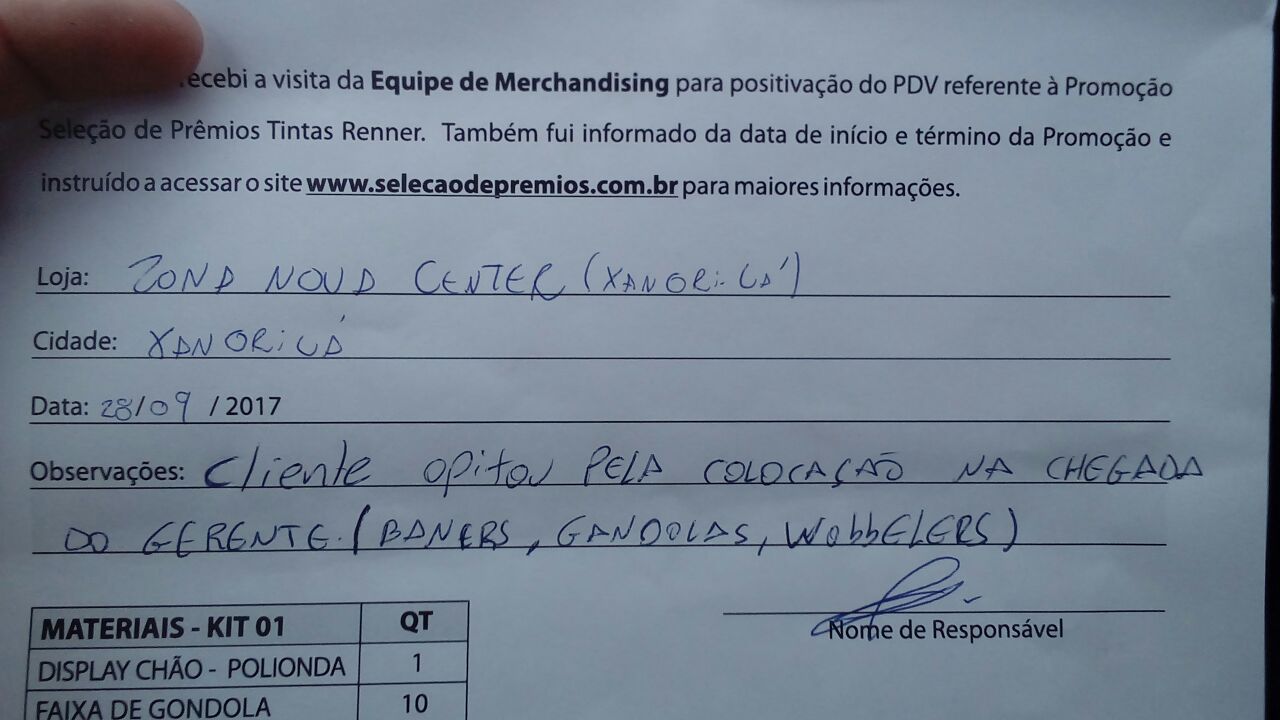 ecebi a visita da Equipe de Merchandising para positivação do PDV referente à Promoção
Seleção de Prêmios Tintas Renner. Também fui informado da data de início e término da Promoção e
instruído a acessar o site www.selecaodepremios.com.br para maiores informações.
Loja: ZONA NOVA CENTER (XANGRI-LÁ)
Cidade: XANGRILÁ
Data: 28/09 / 2017
Observações: Cliente opitou PELA COLOCAÇÃO NA CHEGADA
DO GERENTE. (BANERS, GANDOLAS, WobbELERS)
Nome de Responsável
MATERIAIS - KIT 01 QT
DISPLAY CHÃO - POLIONDA 1
FAIXA DE GONDOLA 10